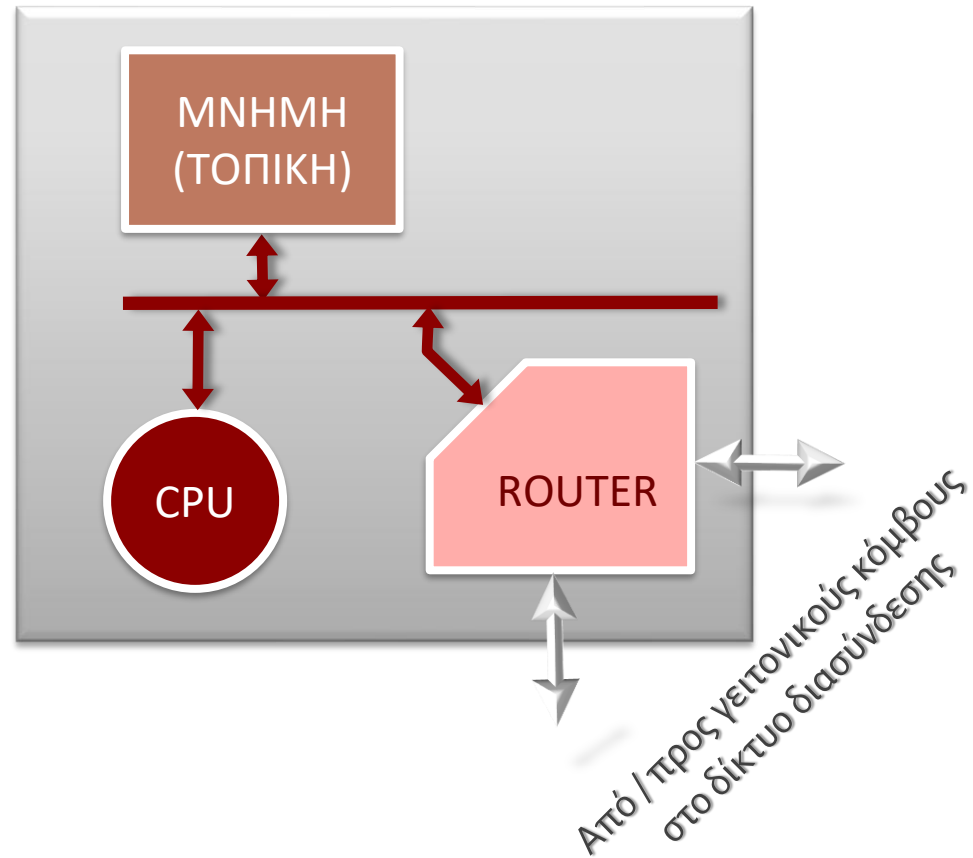 ΜΝΗΜΗ
(ΤΟΠΙΚΗ)
CPU
ROUTER
Από / προς γειτονικούς κόμβους
στο δίκτυο διασύνδεσης